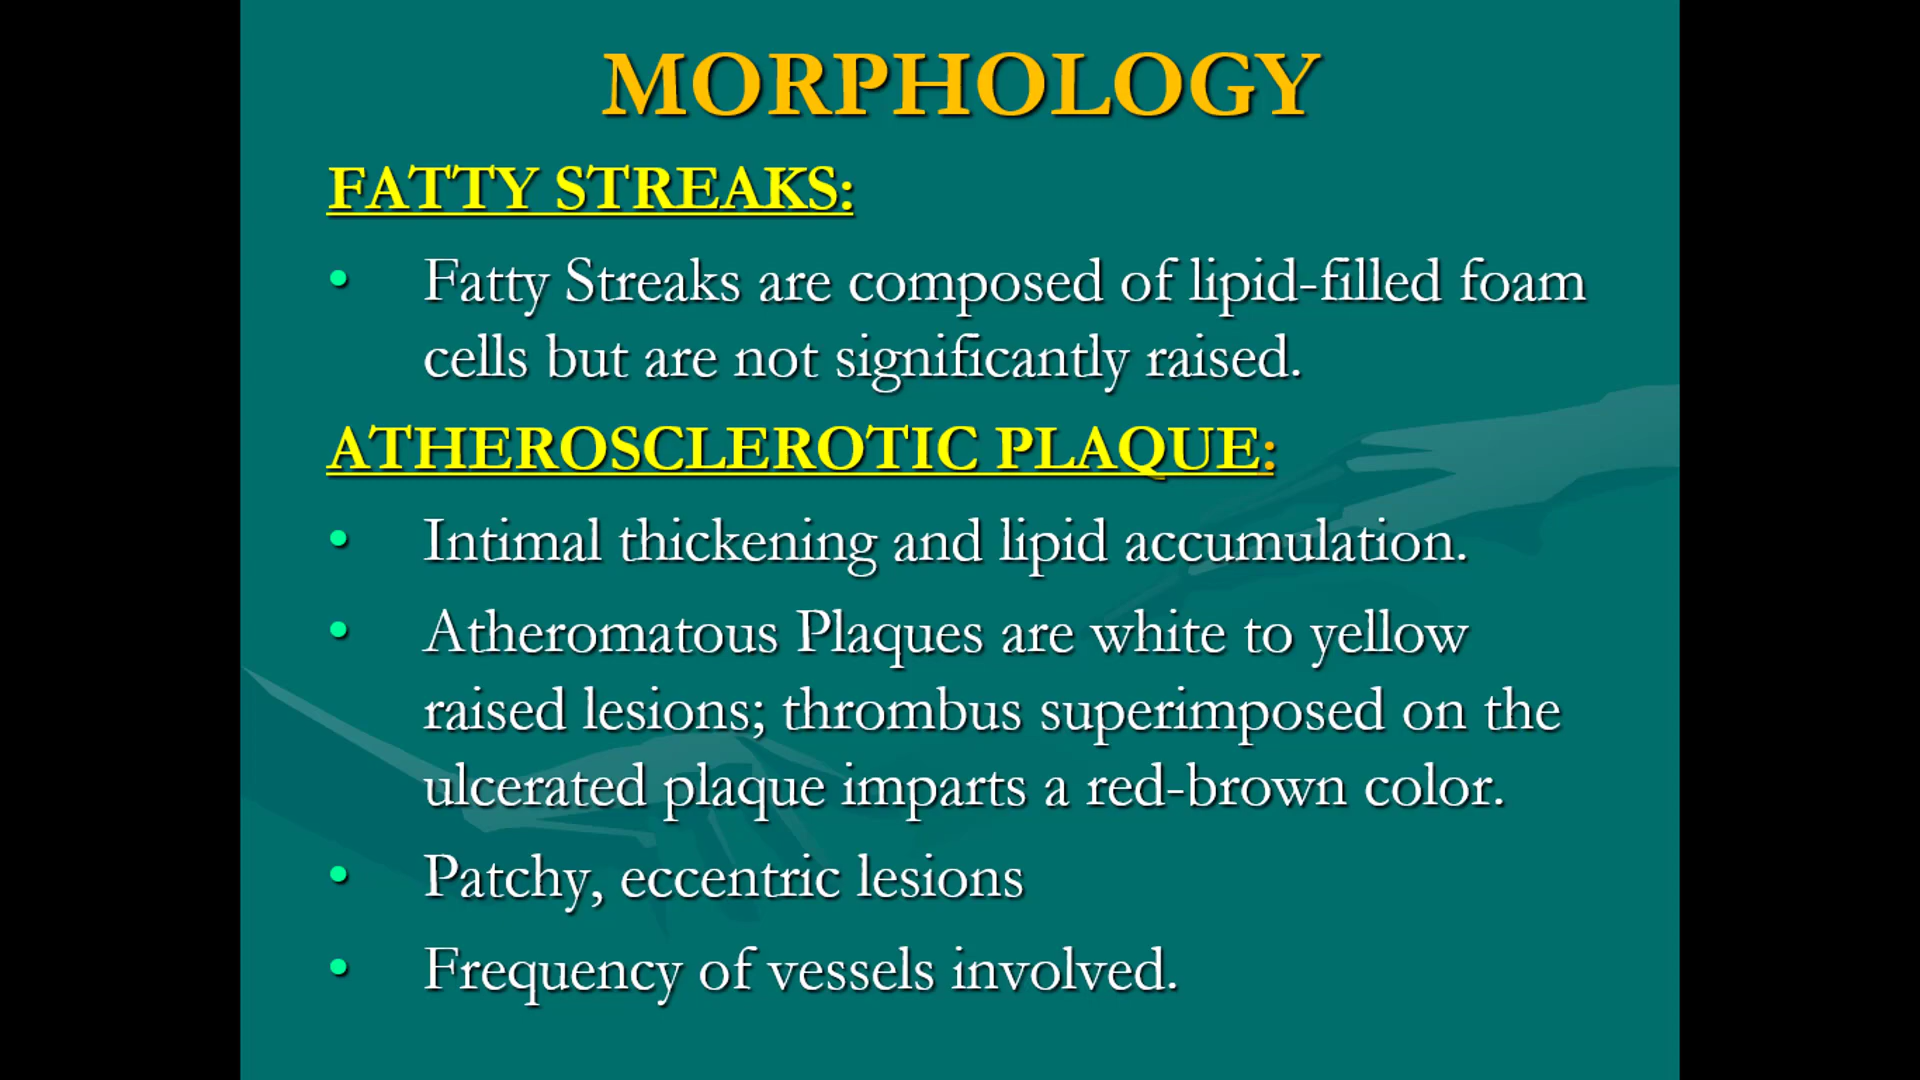 MORPHOLOGY
FATTY STREAKS:
• Fatty Streaks are composed of lipid-filled foam
cells but are not significantly raised.
ATHEROSCLEROTIC PLAQUE:
• Intimal thickening and lipid accumulation.
• Atheromatous Plaques are white to yellow
raised lesions; thrombus superimposed on the
ulcerated plaque imparts a red-brown color.
• Patchy, eccentric lesions
• Frequency of vessels involved.